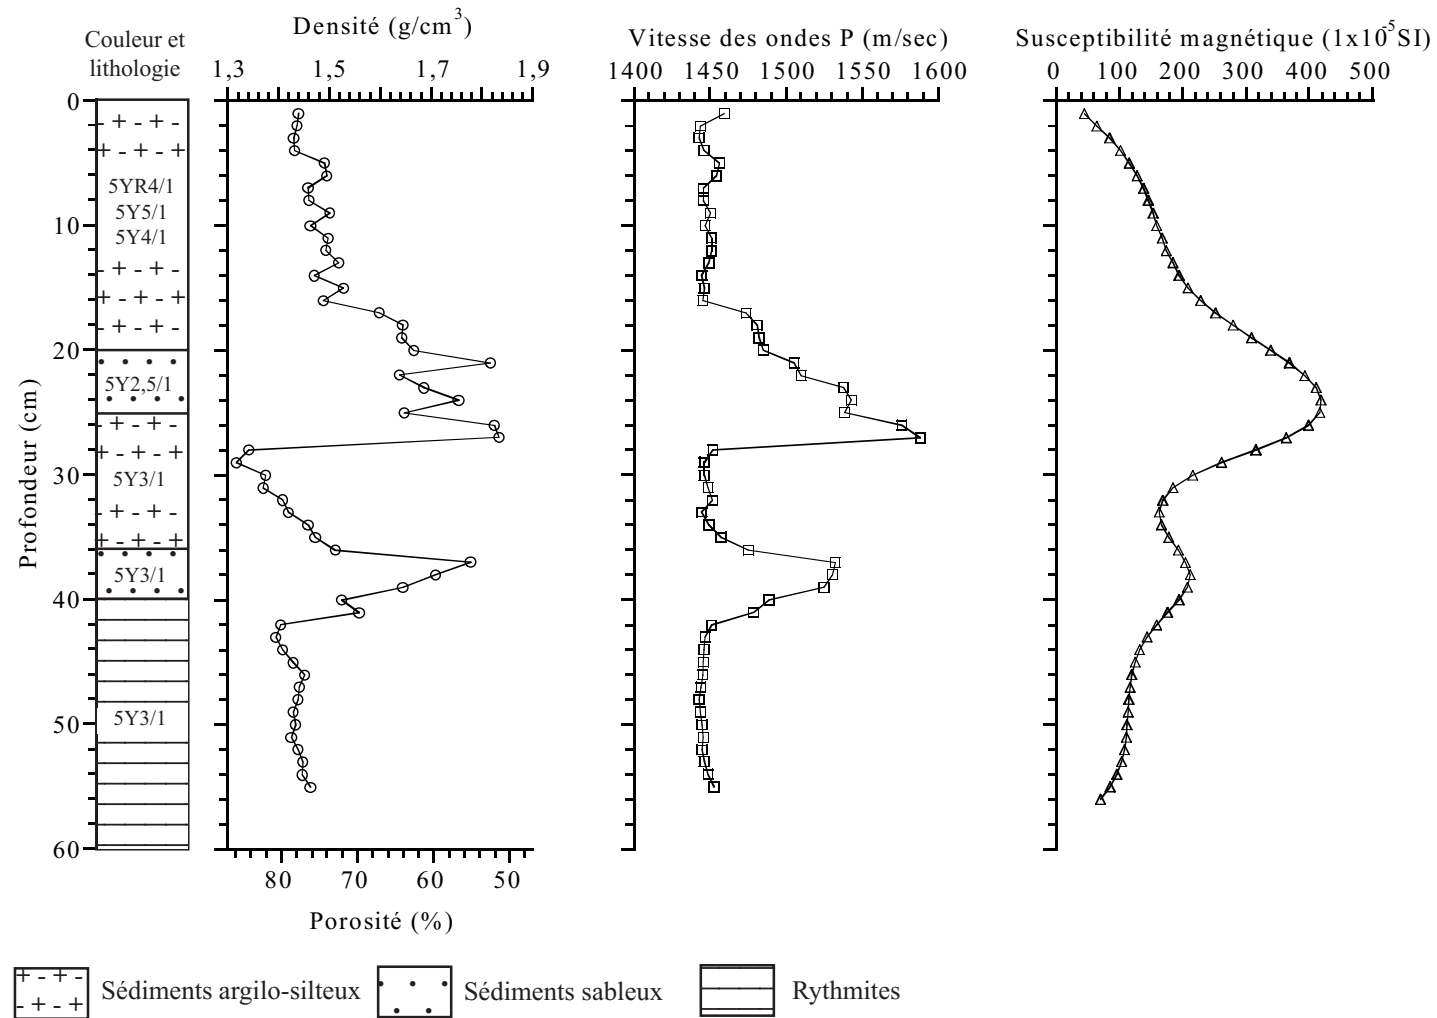 Couleur et
lithologie
Densité (g/cm3)
1,3 1,5 1,7 1,9
Vitesse des ondes P (m/sec)
1400 1450 1500 1550 1600
Susceptibilité magnétique (1x10-5SI)
0 100 200 300 400 500
Profondeur (cm)
0
10
20
30
40
50
60
5YR4/1
5Y5/1
5Y4/1
5Y2,5/1
5Y3/1
5Y3/1
5Y3/1
80 70 60 50
Porosité (%)
Sédiments argilo-silteux
Sédiments sableux
Rythmites